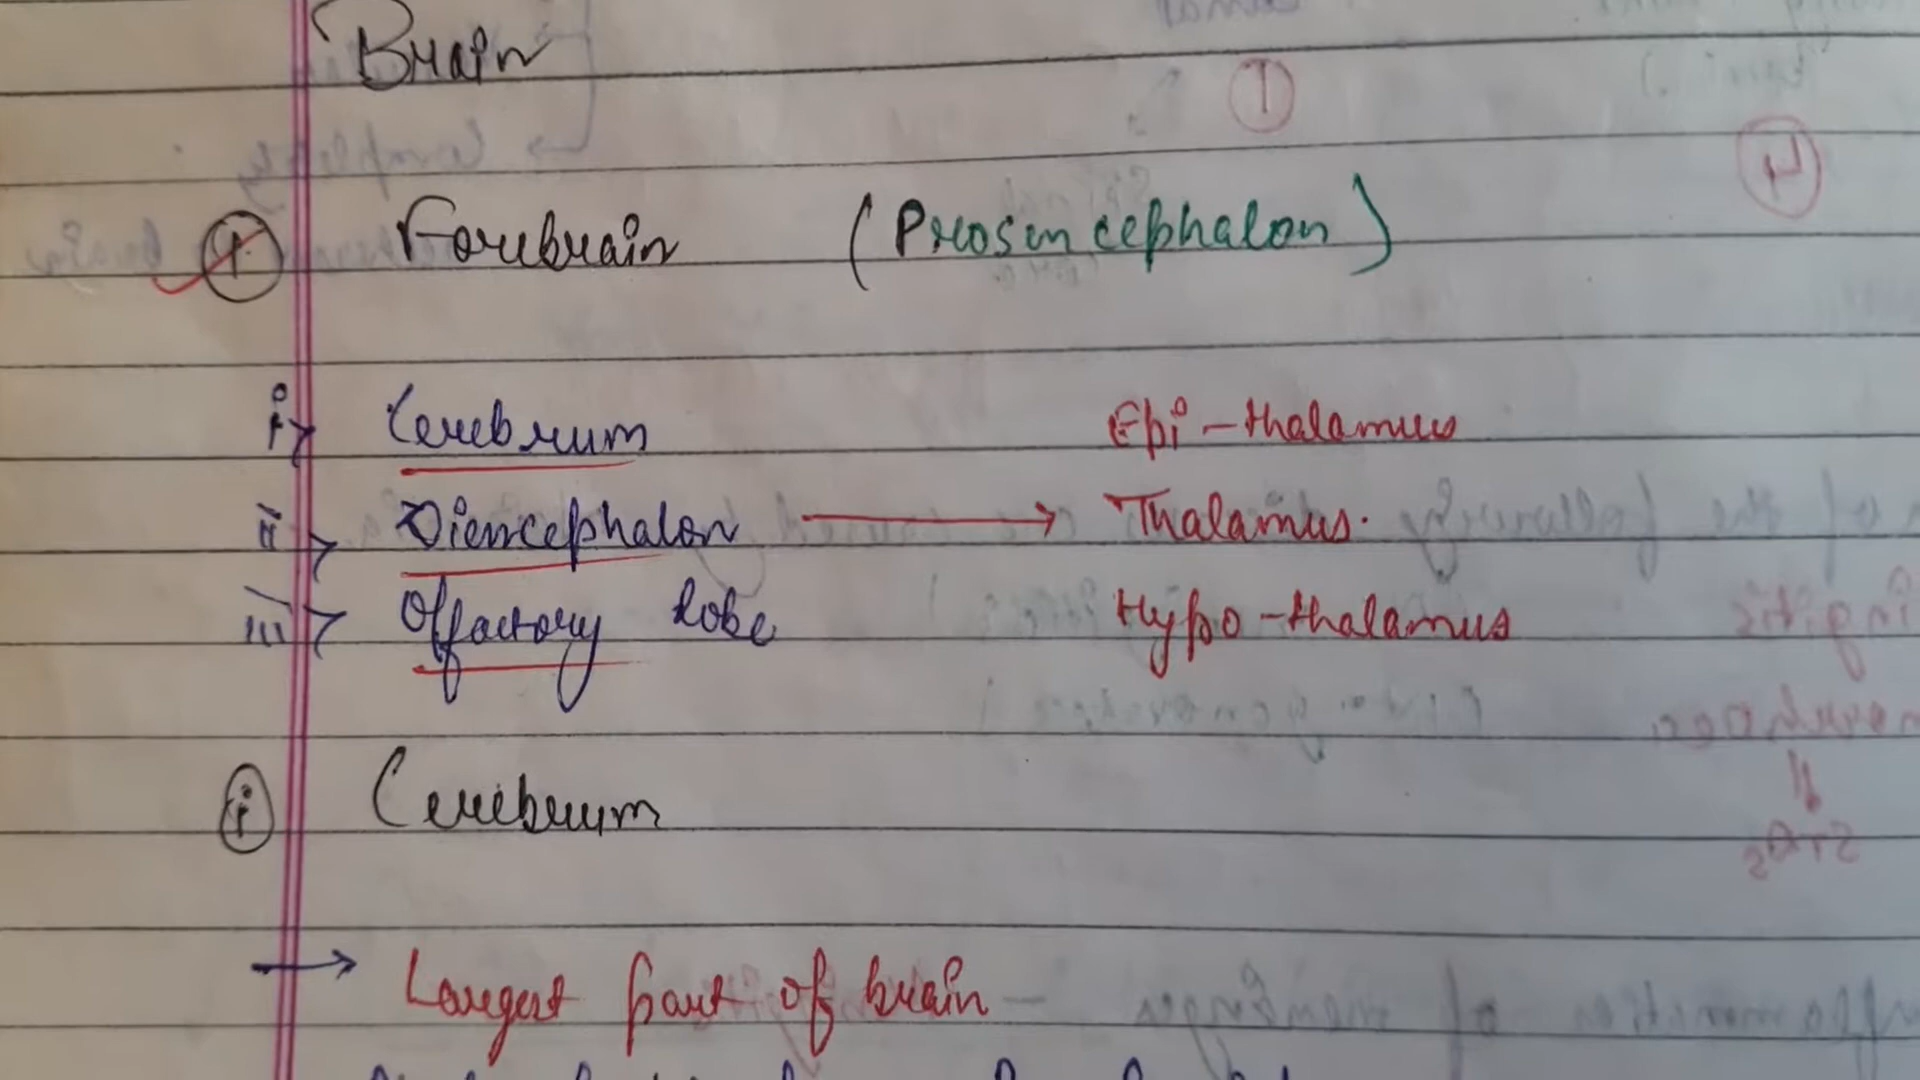 Brain
① Forebrain (Prosencephalon)
i> Cerebrum Epi-thalamus
ii> Diencephalon → Thalamus.
iii> Olfactory lobe Hypo-thalamus
ⓘ Cerebrum
→ Largest part of brain